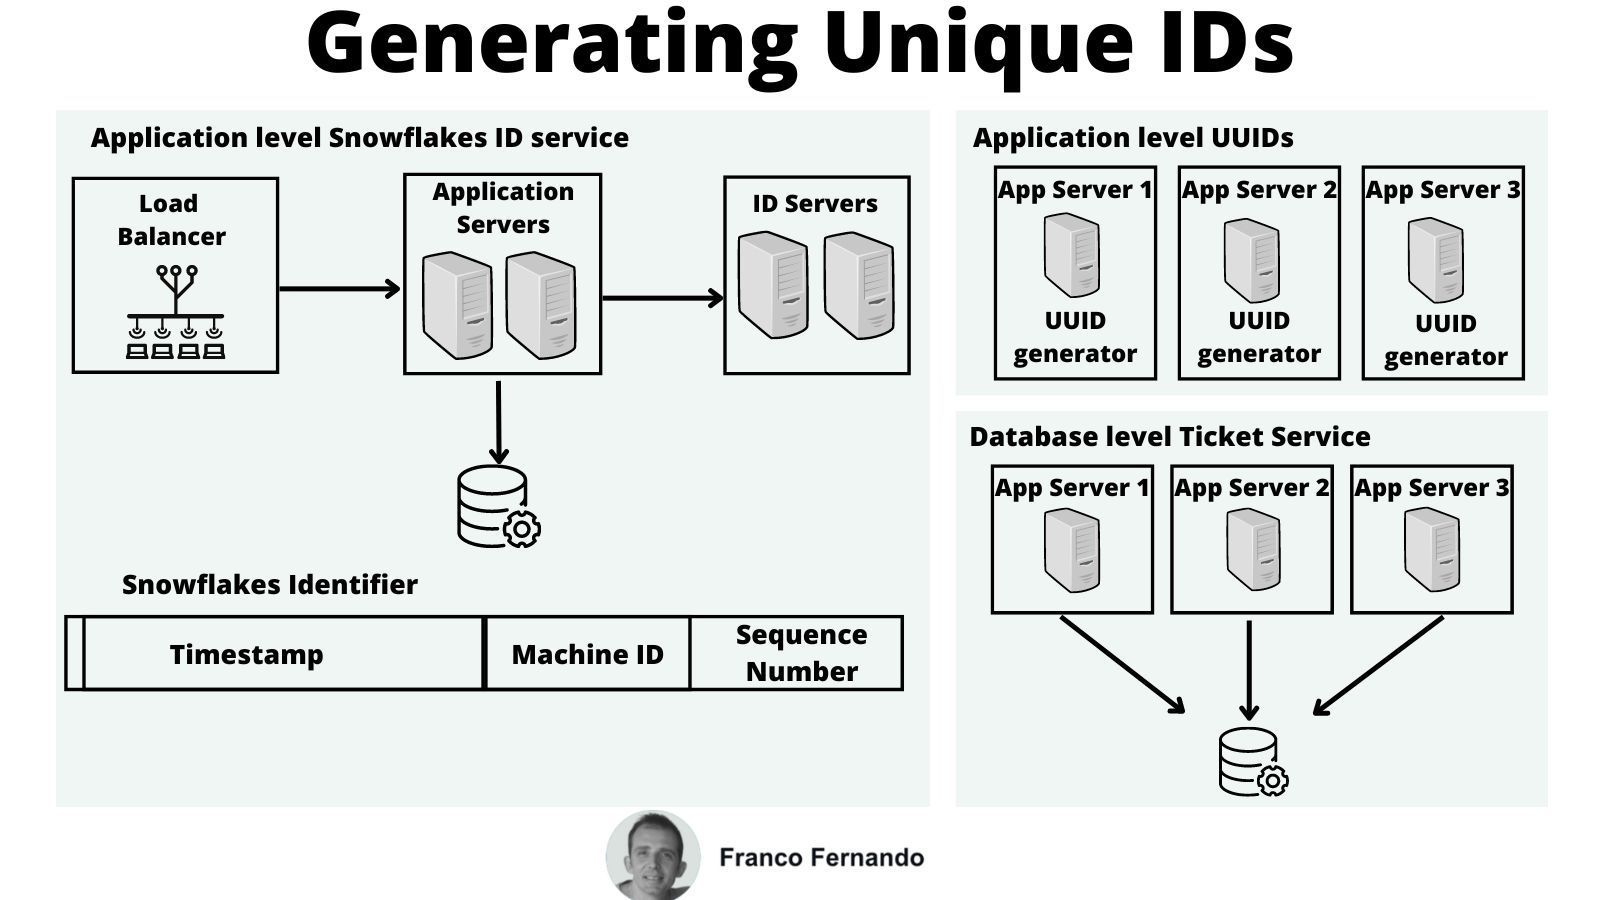 Generating Unique IDs
Application level Snowflakes ID service
Load
Balancer
Application
Servers
ID Servers
Snowflakes Identifier
Timestamp
Machine ID
Sequence
Number
Application level UUIDs
App Server 1
UUID
generator
App Server 2
UUID
generator
App Server 3
UUID
generator
Database level Ticket Service
App Server 1
App Server 2
App Server 3
Franco Fernando